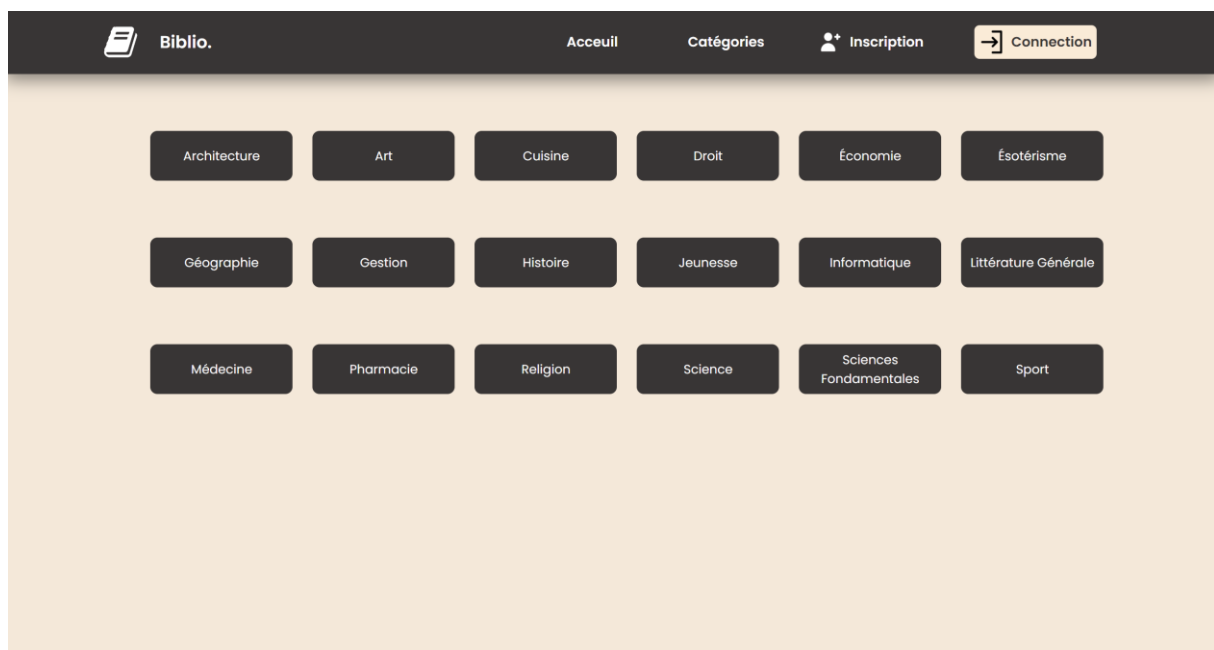 Biblio. Acceuil Catégories Inscription Connection
Architecture Art Cuisine Droit Économie Ésotérisme
Géographie Gestion Histoire Jeunesse Informatique Littérature Générale
Médecine Pharmacie Religion Science Sciences Fondamentales Sport